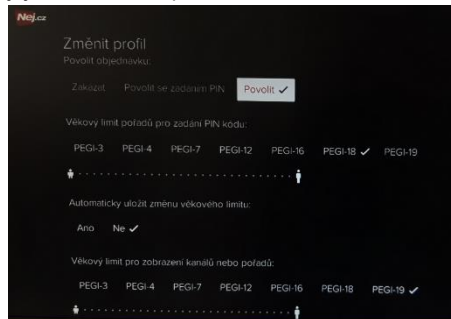 Nej.cz
Změnit profil
Povolit objednávku:
Zakázat Povolit se zadáním PIN Povolit ✓
Věkový limit pořadů pro zadání PIN kódu:
PEGI-3 PEGI-4 PEGI-7 PEGI-12 PEGI-16 PEGI-18 ✓ PEGI-19
Automaticky uložit změnu věkového limitu:
Ano Ne ✓
Věkový limit pro zobrazení kanálů nebo pořadů:
PEGI-3 PEGI-4 PEGI-7 PEGI-12 PEGI-16 PEGI-18 PEGI-19 ✓